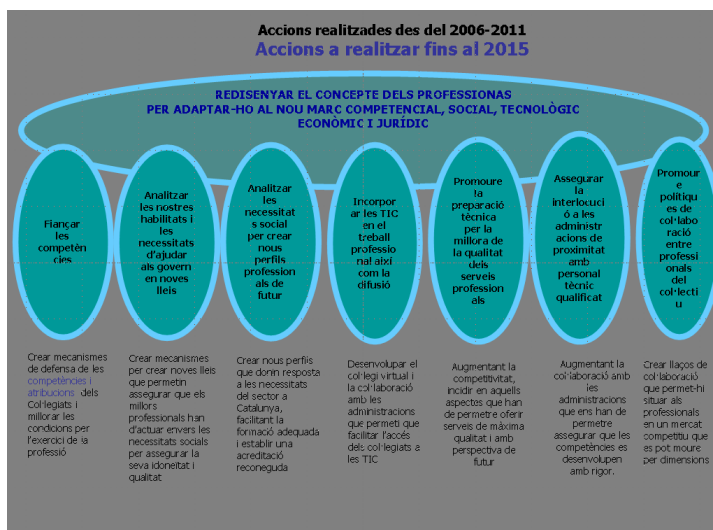 Accions realitzades des del 2006-2011
Accions a realitzar fins al 2015
REDISENYAR EL CONCEPTE DELS PROFESSIONAS
PER ADAPTAR-HO AL NOU MARC COMPETENCIAL, SOCIAL, TECNOLÒGIC
ECONÒMIC I JURÍDIC
Fiançar
les
competèn
cies
Analitzar
les nostres
habilitats i
les
necessitats
d'ajudar
als govern
en noves
lleis
Analitzar
les
necessitat
s social
per crear
nous
perfils
profession
als de
futur
Incorpor
ar les TIC
en el
treball
professio
nal així
com la
difusió
Promoure
la
preparació
tècnica
per la
millora de
la qualitat
dels
serveis
profession
als
Assegurar
la
interlocuci
ó a les
administr
acions de
proximitat
amb
personal
tècnic
qualificat
Promour
e
polítiqu
es de
col·labo
ració
entre
professi
onals
del
col·lecti
u
Crear mecanismes
de defensa de les
competències i
atribucions dels
Col·legiats i
millorar les
condicions per
l'exercici de la
professió
Crear mecanismes
per crear noves lleis
que permetin
assegurar que els
millors
professionals han
d'actuar envers les
necessitats socials
per assegurar la
seva idoneïtat i
qualitat
Crear nous perfils
que donin resposta
a les necessitats
del sector a
Catalunya,
facilitant la
formació adequada
i establir una
acreditació
reconeguda
Desenvolupar el
col·legi virtual i
la col·laboració
amb les
administracions
que permeti que
facilitar l'accés
dels col·legiats a
les TIC
Augmentant la
competitivitat,
incidir en aquells
aspectes que han
de permetre oferir
serveis de màxima
qualitat i amb
perspectiva de
futur
Augmentant la
col·laboració amb
les
administracions
que ens han de
permetre
assegurar que les
competències es
desenvolupen
amb rigor.
Crear llaços de
col·laboració
que permet-hi
situar als
professionals
en un mercat
competitiu que
es pot moure
per dimensions